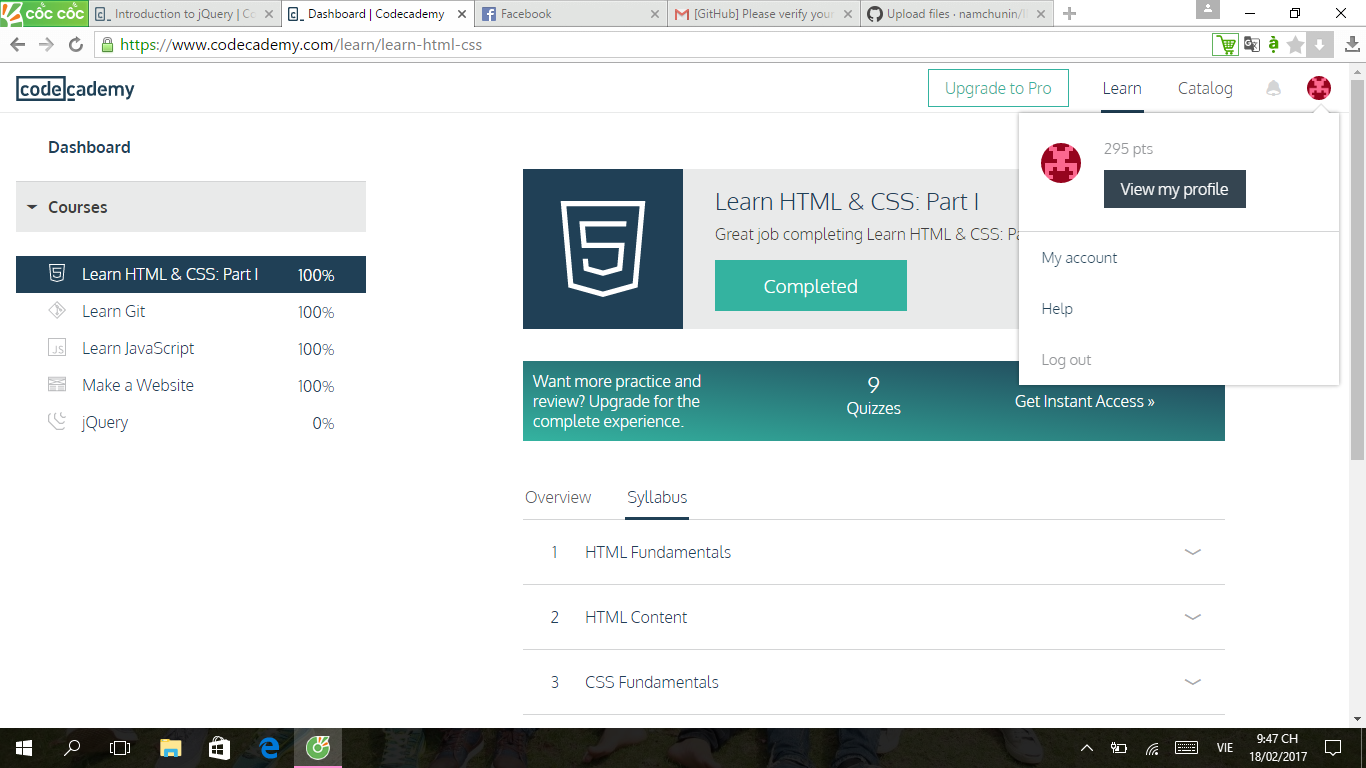 cốc cốc
Introduction to jQuery | Co
Dashboard | Codecademy
Facebook
[GitHub] Please verify your
Upload files · namchunin/
https://www.codecademy.com/learn/learn-html-css
codecademy
Upgrade to Pro
Learn
Catalog
295 pts
View my profile
My account
Help
Log out
Dashboard
Courses
Learn HTML & CSS: Part I 100%
Learn Git 100%
JS Learn JavaScript 100%
Make a Website 100%
jQuery 0%
Learn HTML & CSS: Part I
Great job completing Learn HTML & CSS: Pa
Completed
Want more practice and
review? Upgrade for the
complete experience.
9
Quizzes
Get Instant Access »
Overview
Syllabus
1 HTML Fundamentals
2 HTML Content
3 CSS Fundamentals
VIE
9:47 CH
18/02/2017